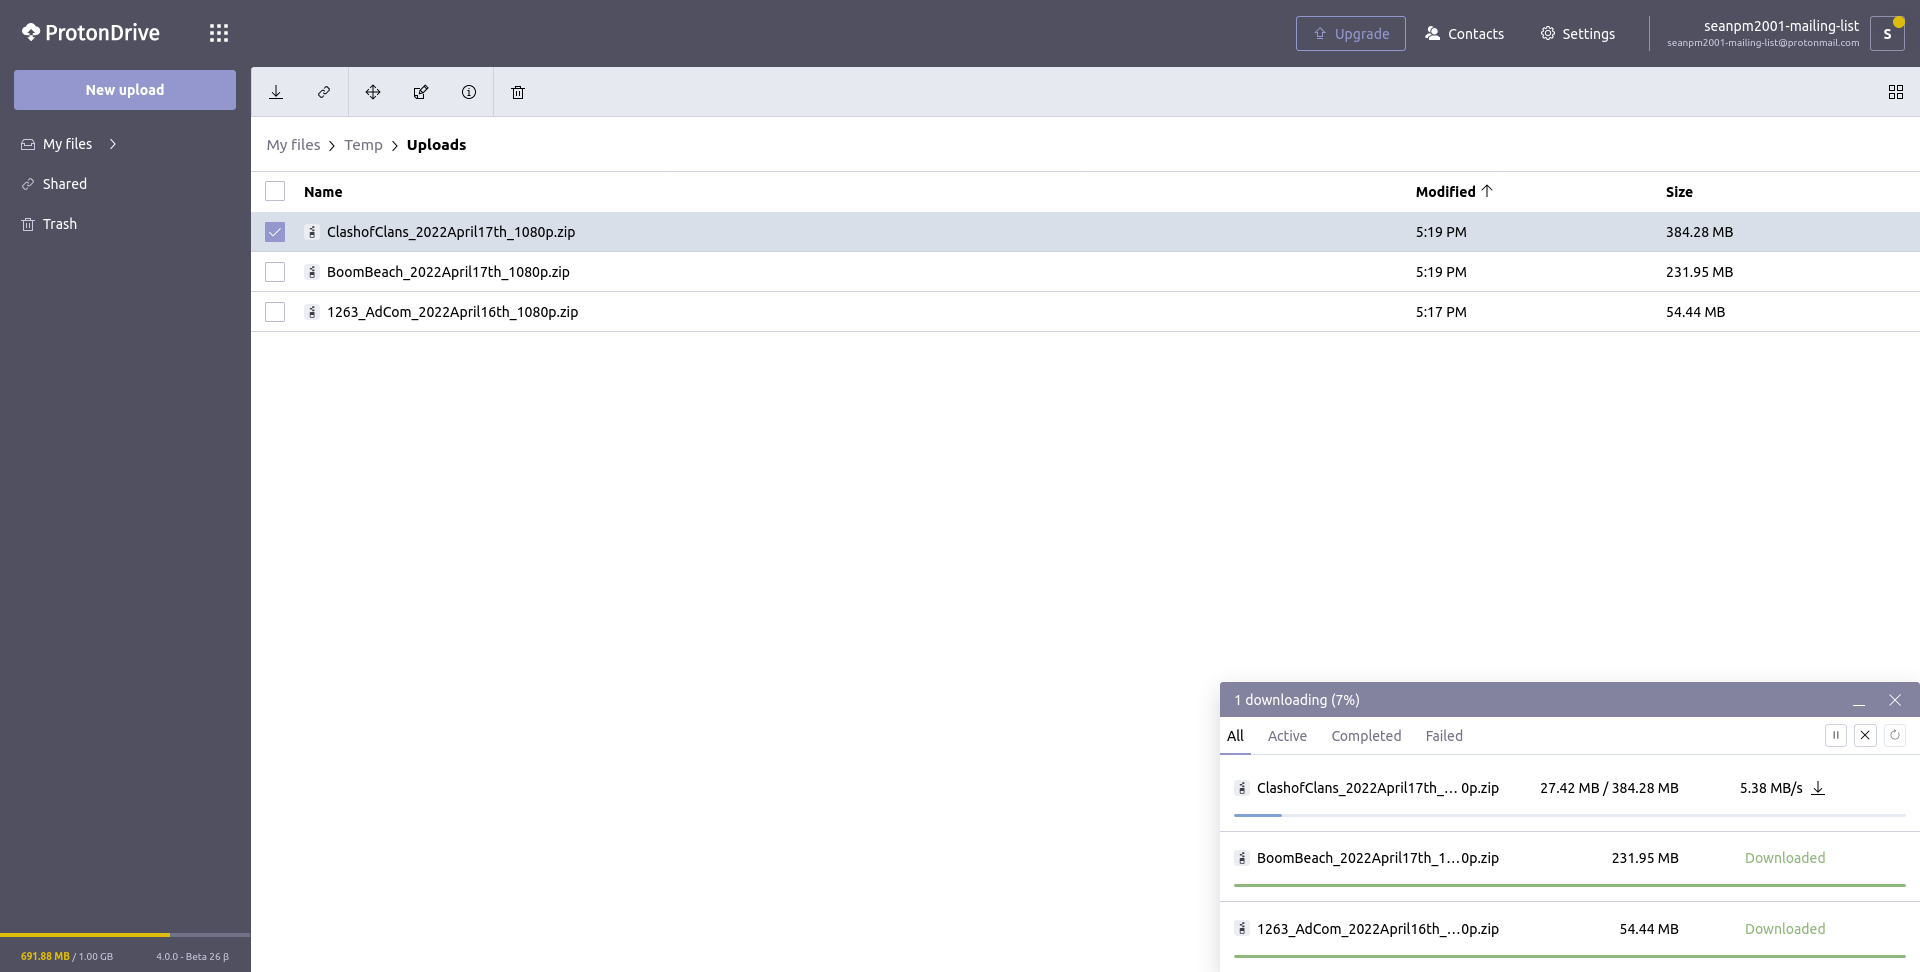 ProtonDrive
Upgrade
Contacts
Settings
seanpm2001-mailing-list
seanpm2001-mailing-list@protonmail.com
S
New upload
My files
Shared
Trash
My files > Temp > Uploads
Name Modified Size
ClashofClans_2022April17th_1080p.zip 5:19 PM 384.28 MB
BoomBeach_2022April17th_1080p.zip 5:19 PM 231.95 MB
1263_AdCom_2022April16th_1080p.zip 5:17 PM 54.44 MB
1 downloading (7%)
All Active Completed Failed
ClashofClans_2022April17th_... 0p.zip 27.42 MB / 384.28 MB 5.38 MB/s
BoomBeach_2022April17th_1...0p.zip 231.95 MB Downloaded
1263_AdCom_2022April16th_...0p.zip 54.44 MB Downloaded
691.88 MB / 1.00 GB 4.0.0 - Beta 26 β